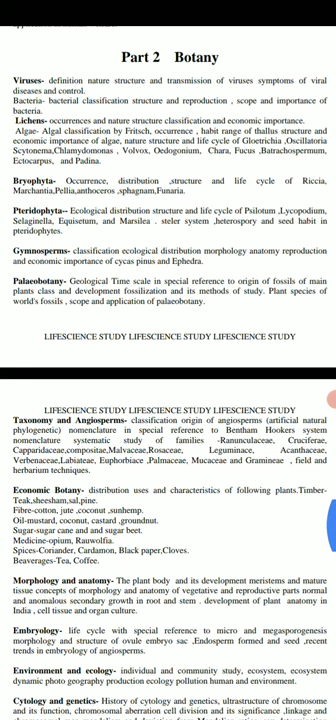 Part 2 Botany
Viruses- definition nature structure and transmission of viruses symptoms of viral
diseases and control.
Bacteria- bacterial classification structure and reproduction , scope and importance of
bacteria.
Lichens- occurrences and nature structure classification and economic importance.
Algae- Algal classification by Fritsch, occurrence , habit range of thallus structure and
economic importance of algae, nature structure and life cycle of Gloetrichia ,Oscillatoria
Scytonema,Chlamydomonas , Volvox, Oedogonium, Chara, Fucus ,Batrachospermum,
Ectocarpus, and Padina.
Bryophyta- Occurrence, distribution ,structure and life cycle of Riccia,
Marchantia,Pellia,anthoceros ,sphagnam,Funaria.
Pteridophyta-- Ecological distribution structure and life cycle of Psilotum ,Lycopodium,
Selaginella, Equisetum, and Marsilea . steler system ,heterospory and seed habit in
pteridophytes.
Gymnosperms- classification ecological distribution morphology anatomy reproduction
and economic importance of cycas pinus and Ephedra.
Palaeobotany- Geological Time scale in special reference to origin of fossils of main
plants class and development fossilization and its methods of study. Plant species of
world's fossils , scope and application of palaeobotany.
LIFESCIENCE STUDY LIFESCIENCE STUDY LIFESCIENCE STUDY
LIFESCIENCE STUDY LIFESCIENCE STUDY LIFESCIENCE STUDY
Taxonomy and Angiosperms- classification origin of angiosperms (artificial natural
phylogenetic) nomenclature in special reference to Bentham Hookers system
nomenclature systematic study of families -Ranunculaceae, Cruciferae,
Capparidaceae,compositae,Malvaceae,Rosaceae, Leguminace, Acanthaceae,
Verbenaceae,Labiateae, Euphorbiace ,Palmaceae, Mucaceae and Gramineae , field and
herbarium techniques.
Economic Botany- distribution uses and characteristics of following plants.Timber-
Teak,sheesham,sal,pine.
Fibre-cotton, jute ,coconut ,sunhemp.
Oil-mustard, coconut, castard ,groundnut.
Sugar-sugar cane and and sugar beet.
Medicine-opium, Rauwolfia.
Spices-Coriander, Cardamon, Black paper,Cloves.
Beaverages-Tea, Coffee.
Morphology and anatomy- The plant body and its development meristems and mature
tissue concepts of morphology and anatomy of vegetative and reproductive parts normal
and anomalous secondary growth in root and stem . development of plant anatomy in
India , cell tissue and organ culture.
Embryology- life cycle with special reference to micro and megasporogenesis
morphology and structure of ovule embryo sac ,Endosperm formed and seed ,recent
trends in embryology of angiosperms.
Environment and ecology- individual and community study, ecosystem, ecosystem
dynamic photo geography production ecology pollution human and environment.
Cytology and genetics- History of cytology and genetics, ultrastructure of chromosome
and its function, chromosomal aberration cell division and its significance ,linkage and